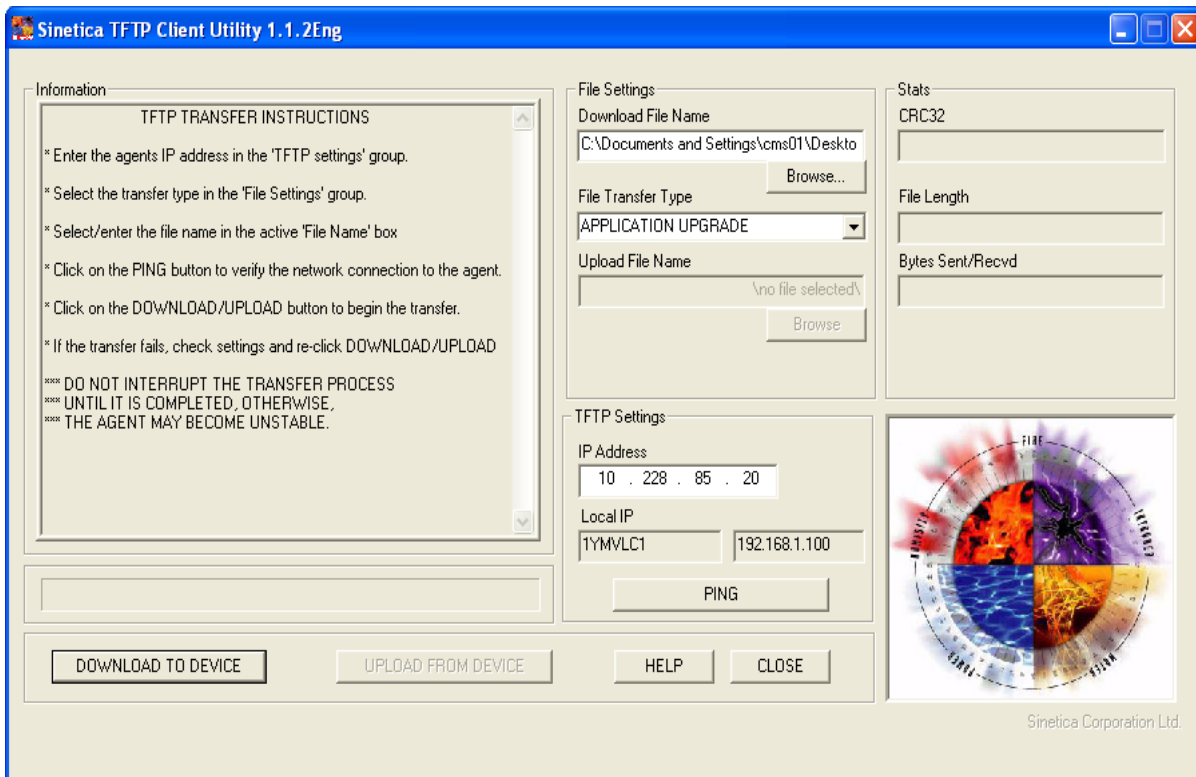 Sinetica TFTP Client Utility 1.1.2Eng
Information
TFTP TRANSFER INSTRUCTIONS
* Enter the agents IP address in the 'TFTP settings' group.
* Select the transfer type in the 'File Settings' group.
* Select/enter the file name in the active 'File Name' box
* Click on the PING button to verify the network connection to the agent.
* Click on the DOWNLOAD/UPLOAD button to begin the transfer.
* If the transfer fails, check settings and re-click DOWNLOAD/UPLOAD
*** DO NOT INTERRUPT THE TRANSFER PROCESS
*** UNTIL IT IS COMPLETED, OTHERWISE,
*** THE AGENT MAY BECOME UNSTABLE.
File Settings
Download File Name
C:\Documents and Settings\cms01\Deskto
Browse...
File Transfer Type
APPLICATION UPGRADE
Upload File Name
\no file selected\
Browse
Stats
CRC32
File Length
Bytes Sent/Recvd
TFTP Settings
IP Address
10 . 228 . 85 . 20
Local IP
1YMVLC1
192.168.1.100
PING
DOWNLOAD TO DEVICE
UPLOAD FROM DEVICE
HELP
CLOSE
FIRE
INTRUDER
WATER
POWER
Sinetica Corporation Ltd.